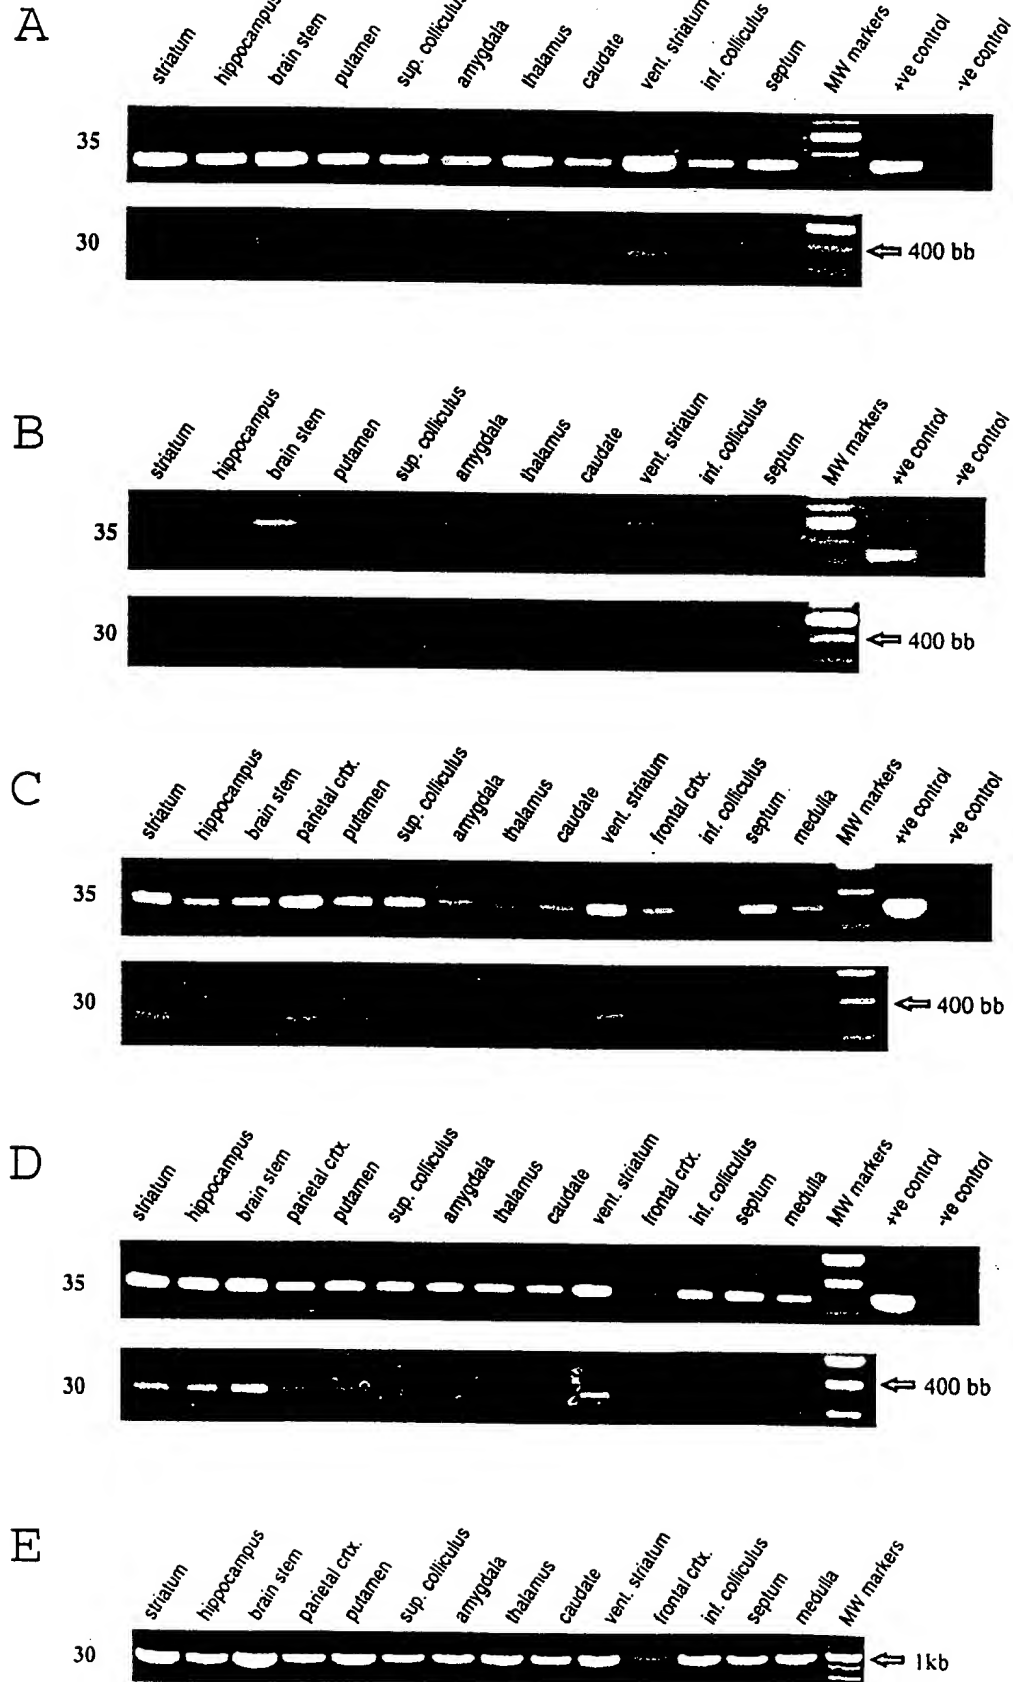 A
striatum hippocampus brain stem putamen sup. colliculus amygdala thalamus caudate vent. striatum inf. colliculus septum MW markers +ve control -ve control
35
30 400 bb
B
striatum hippocampus brain stem putamen sup. colliculus amygdala thalamus caudate vent. striatum inf. colliculus septum MW markers +ve control -ve control
35
30 400 bb
C
striatum hippocampus brain stem parietal crtx. putamen sup. colliculus amygdala thalamus caudate vent. striatum frontal crtx. inf. colliculus septum medulla MW markers +ve control -ve control
35
30 400 bb
D
striatum hippocampus brain stem parietal crtx. putamen sup. colliculus amygdala thalamus caudate vent. striatum frontal crtx. inf. colliculus septum medulla MW markers +ve control -ve control
35
30 400 bb
E
striatum hippocampus brain stem parietal crtx. putamen sup. colliculus amygdala thalamus caudate vent. striatum frontal crtx. inf. colliculus septum medulla MW markers
30 1kb